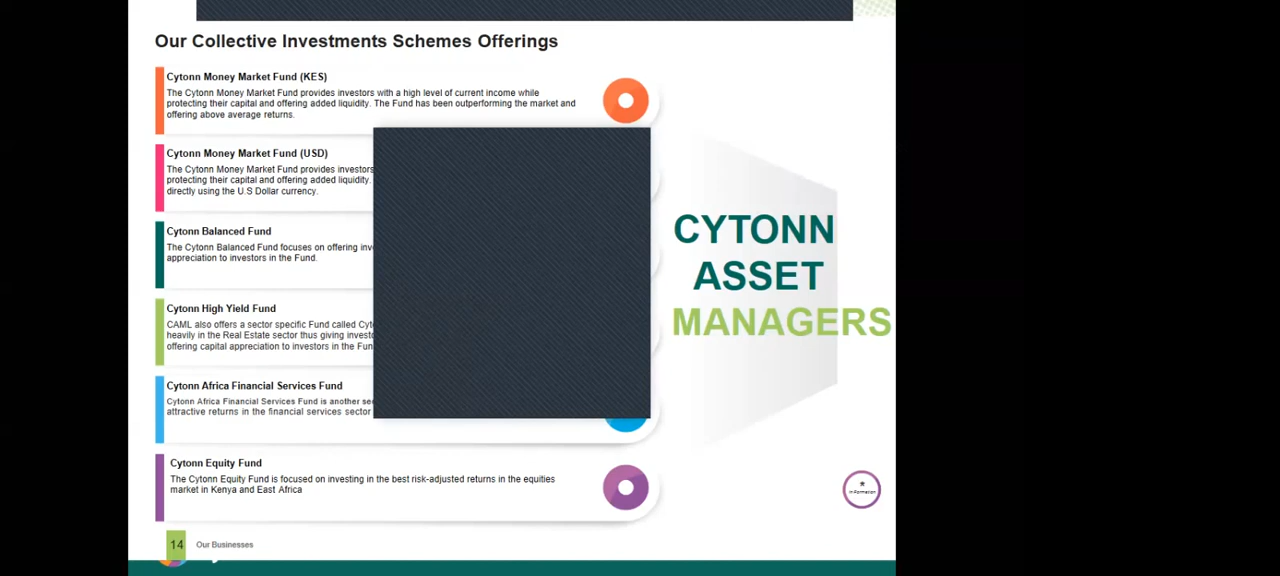 Our Collective Investments Schemes Offerings
Cytonn Money Market Fund (KES)
The Cytonn Money Market Fund provides investors with a high level of current income while
protecting their capital and offering added liquidity. The Fund has been outperforming the market and
offering above average returns.
Cytonn Money Market Fund (USD)
The Cytonn Money Market Fund provides investors
protecting their capital and offering added liquidity.
directly using the U.S Dollar currency.
Cytonn Balanced Fund
The Cytonn Balanced Fund focuses on offering
appreciation to investors in the Fund.
Cytonn High Yield Fund
CAML also offers a sector specific Fund called
heavily in the Real Estate sector thus giving
offering capital appreciation to investors in the
Cytonn Africa Financial Services Fund
Cytonn Africa Financial Services Fund is another
attractive returns in the financial services sector
Cytonn Equity Fund
The Cytonn Equity Fund is focused on investing in the best risk-adjusted returns in the equities
market in Kenya and East Africa
CYTONN
ASSET
MANAGERS
in-Formation
14 Our Businesses